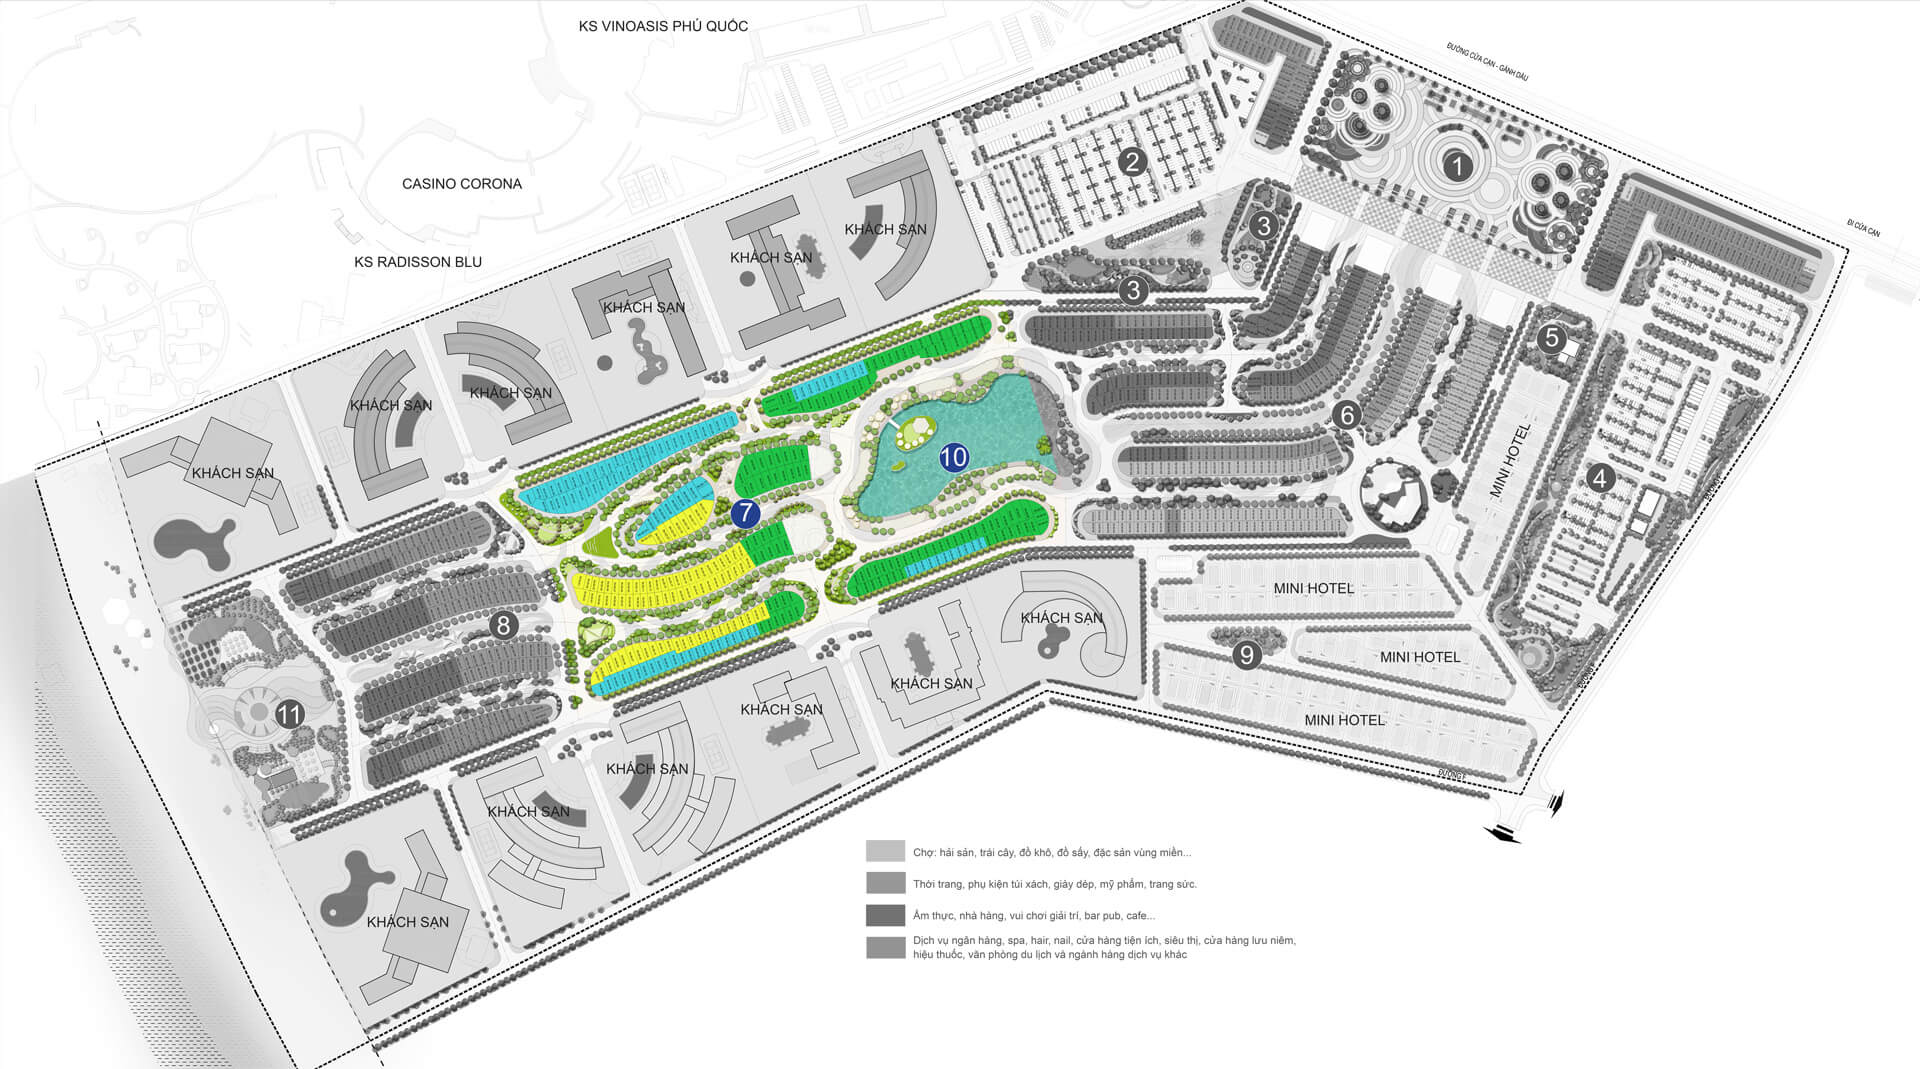 KS VINOASIS PHÚ QUỐC
ĐƯỜNG CỬA CẠN - GÀNH DẦU
2
1
CASINO CORONA
3
KHÁCH SẠN
ĐI CỬA CẠN
KHÁCH SẠN
KS RADISSON BLU
3
KHÁCH SẠN
5
KHÁCH SẠN
KHÁCH SẠN
6
MINI HOTEL
KHÁCH SẠN
10
4
7
MINI HOTEL
KHÁCH SẠN
8
9
MINI HOTEL
KHÁCH SẠN
11
KHÁCH SẠN
MINI HOTEL
KHÁCH SẠN
KHÁCH SẠN
KHÁCH SẠN
Chợ: hải sản, trái cây, đồ khô, đồ sấy, đặc sản vùng miền...
Thời trang, phụ kiện túi xách, giày dép, mỹ phẩm, trang sức.
Ẩm thực, nhà hàng, vui chơi giải trí, bar pub, cafe...
KHÁCH SẠN
Dịch vụ ngân hàng, spa, hair, nail, cửa hàng tiện ích, siêu thị, cửa hàng lưu niêm,
hiệu thuốc, văn phòng du lịch và ngành hàng dịch vụ khác